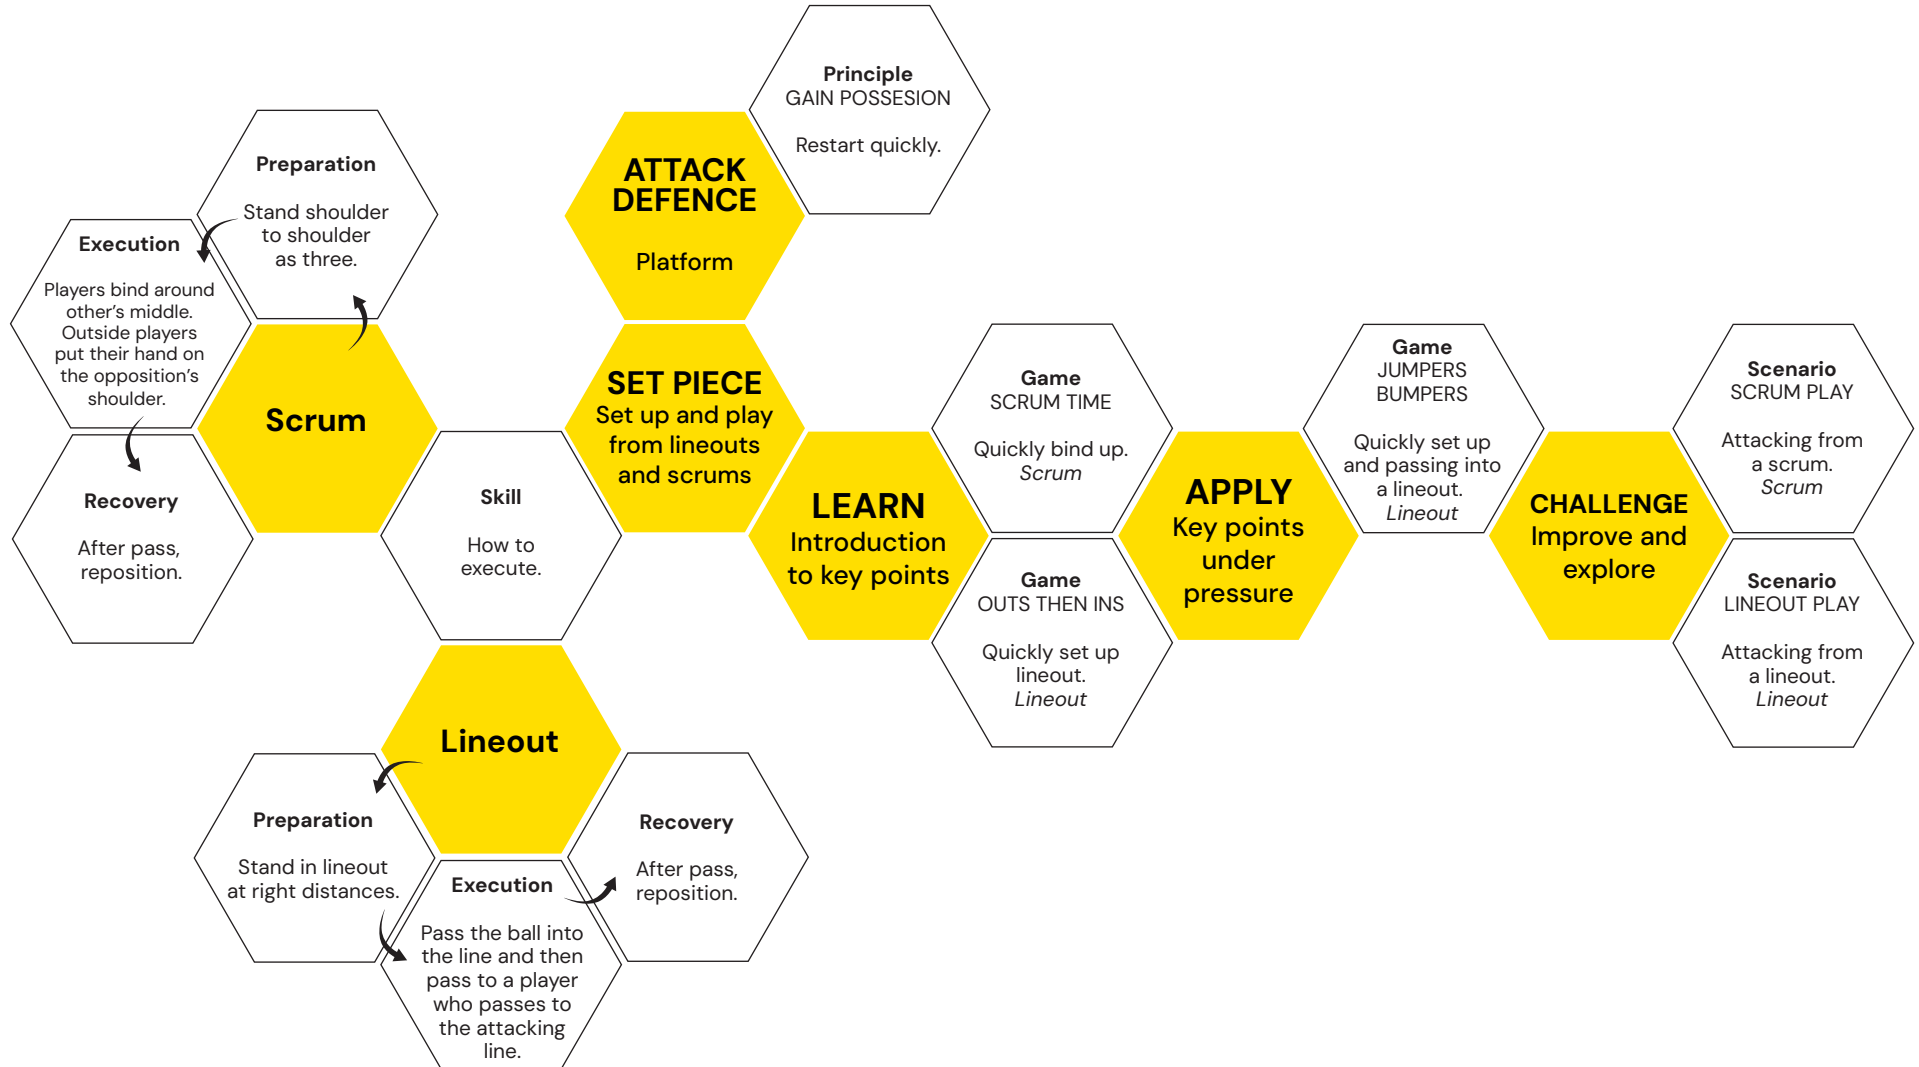 Principle
GAIN POSSESION
Restart quickly.
ATTACK
DEFENCE
Platform
Preparation
Stand shoulder
to shoulder
as three.
Execution
Players bind around
other’s middle.
Outside players
put their hand on
the opposition’s
shoulder.
Recovery
After pass,
reposition.
Scrum
Skill
How to
execute.
SET PIECE
Set up and play
from lineouts
and scrums
LEARN
Introduction
to key points
Game
SCRUM TIME
Quickly bind up.
Scrum
Game
OUTS THEN INS
Quickly set up
lineout.
Lineout
APPLY
Key points
under
pressure
Game
JUMPERS
BUMPERS
Quickly set up
and passing into
a lineout.
Lineout
CHALLENGE
Improve and
explore
Scenario
SCRUM PLAY
Attacking from
a scrum.
Scrum
Scenario
LINEOUT PLAY
Attacking from
a lineout.
Lineout
Lineout
Preparation
Stand in lineout
at right distances.
Execution
Pass the ball into
the line and then
pass to a player
who passes to
the attacking
line.
Recovery
After pass,
reposition.